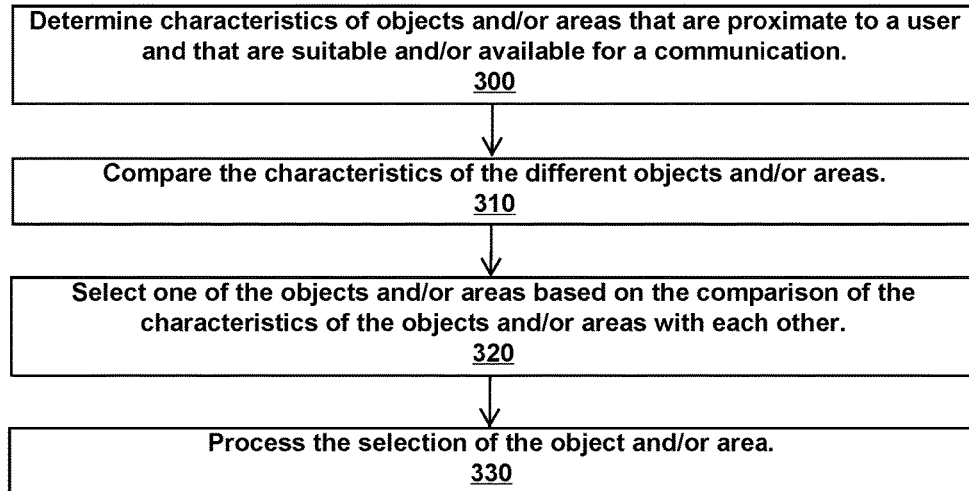 Determine characteristics of objects and/or areas that are proximate to a user
and that are suitable and/or available for a communication.
300
Compare the characteristics of the different objects and/or areas.
310
Select one of the objects and/or areas based on the comparison of the
characteristics of the objects and/or areas with each other.
320
Process the selection of the object and/or area.
330